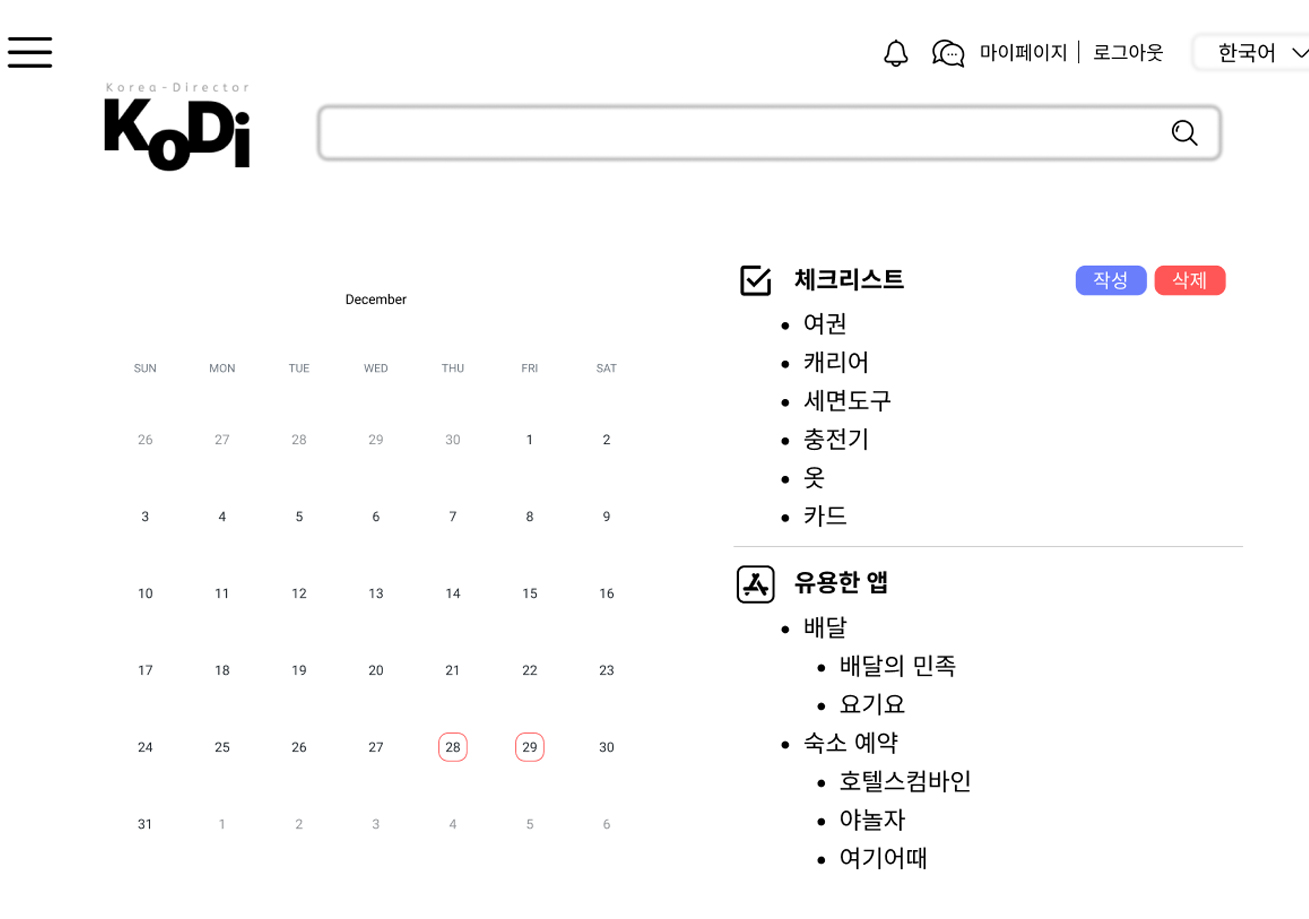 마이페이지 | 로그아웃
한국어
Korea-Director
KoDi
December
SUN MON TUE WED THU FRI SAT
26 27 28 29 30 1 2
3 4 5 6 7 8 9
10 11 12 13 14 15 16
17 18 19 20 21 22 23
24 25 26 27 28 29 30
31 1 2 3 4 5 6
체크리스트
작성 삭제
• 여권
• 캐리어
• 세면도구
• 충전기
• 옷
• 카드
유용한 앱
• 배달
• 배달의 민족
• 요기요
• 숙소 예약
• 호텔스컴바인
• 야놀자
• 여기어때